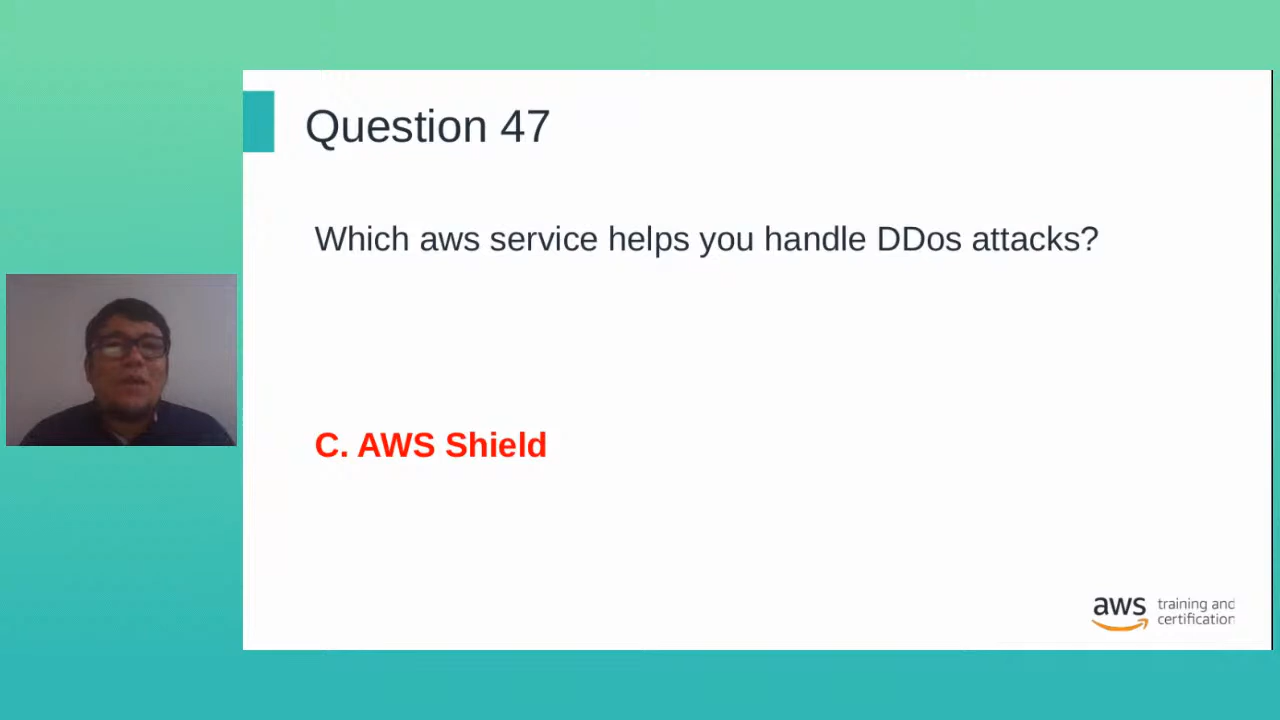 Question 47
Which aws service helps you handle DDos attacks?
C. AWS Shield
aws training and
certification